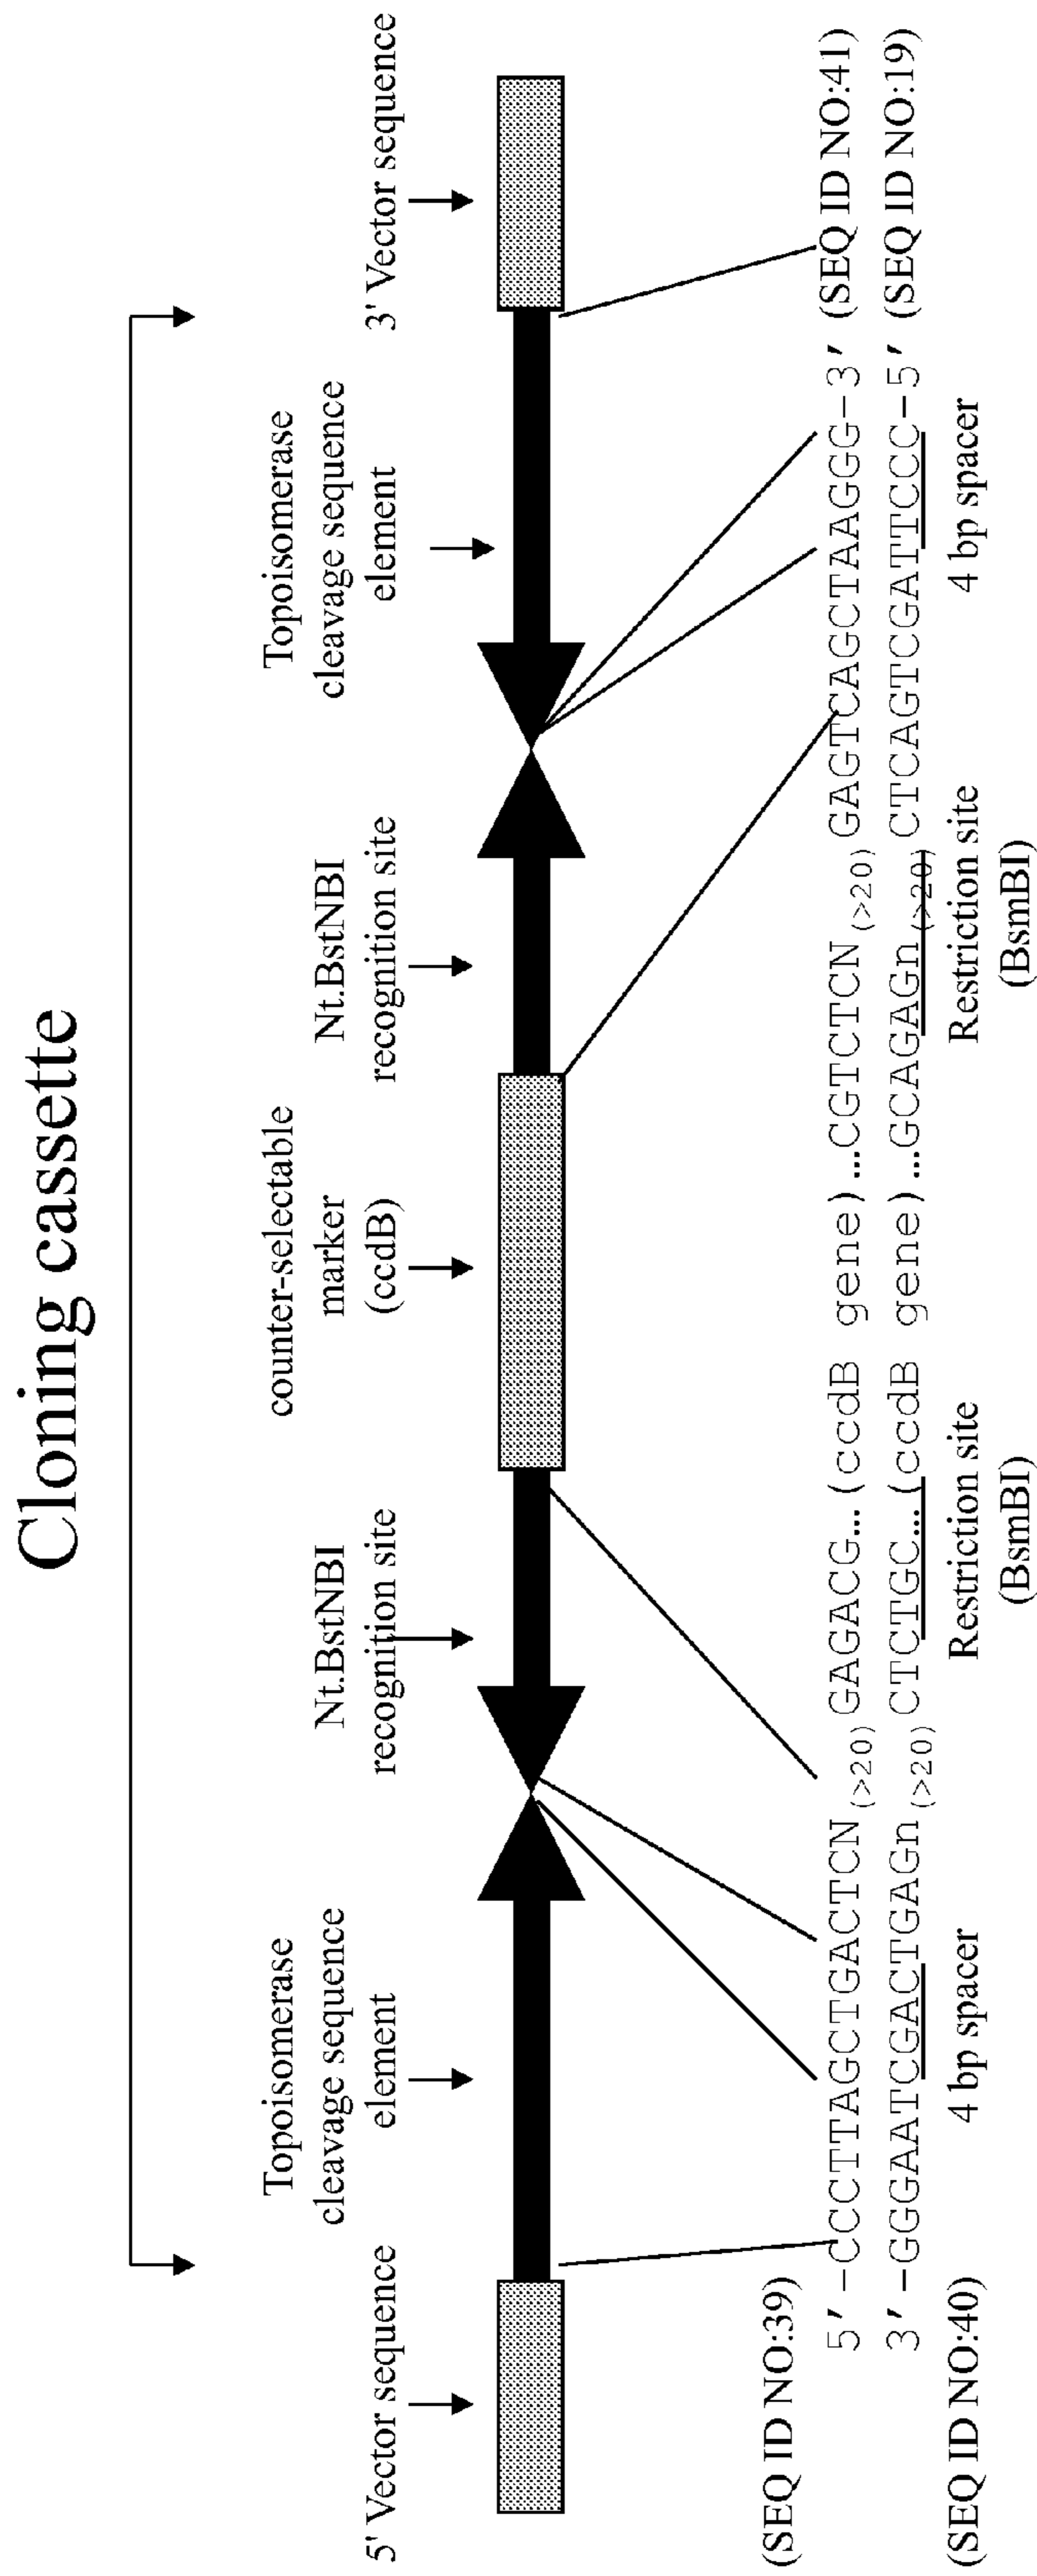 Cloning cassette
5' Vector sequence
Topoisomerase
cleavage sequence
element
Nt.BstNBI
recognition site
counter-selectable
marker
(ccdB)
Nt.BstNBI
recognition site
Topoisomerase
cleavage sequence
element
3' Vector sequence
(SEQ ID NO:39)
5'-CCCTTAGCTGACTCN(>20)GAGACG...(ccdB gene)...CGTCTCN(>20)GAGTCAGCTAAGGG-3' (SEQ ID NO:41)
3'-GGGAATCGACTGAGn(>20)CTCTGC...(ccdB gene)...GCAGAGn(>20)CTCAGTCGATTCCC-5' (SEQ ID NO:19)
(SEQ ID NO:40)
4 bp spacer
Restriction site
(BsmBI)
Restriction site
(BsmBI)
4 bp spacer